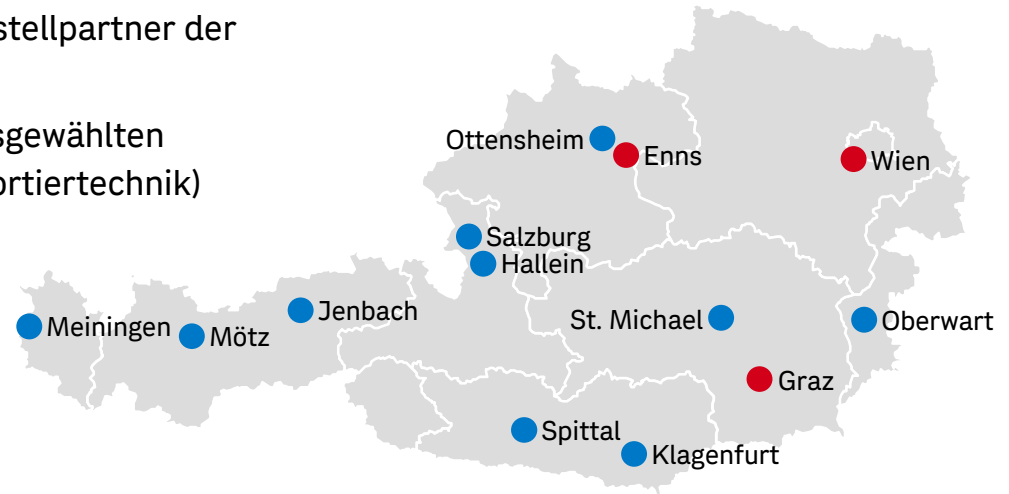 stellpartner der
sgewählten
ortiertechnik)
Ottensheim
Enns
Wien
Salzburg
Hallein
Jenbach
Meiningen
Mötz
St. Michael
Oberwart
Graz
Spittal
Klagenfurt